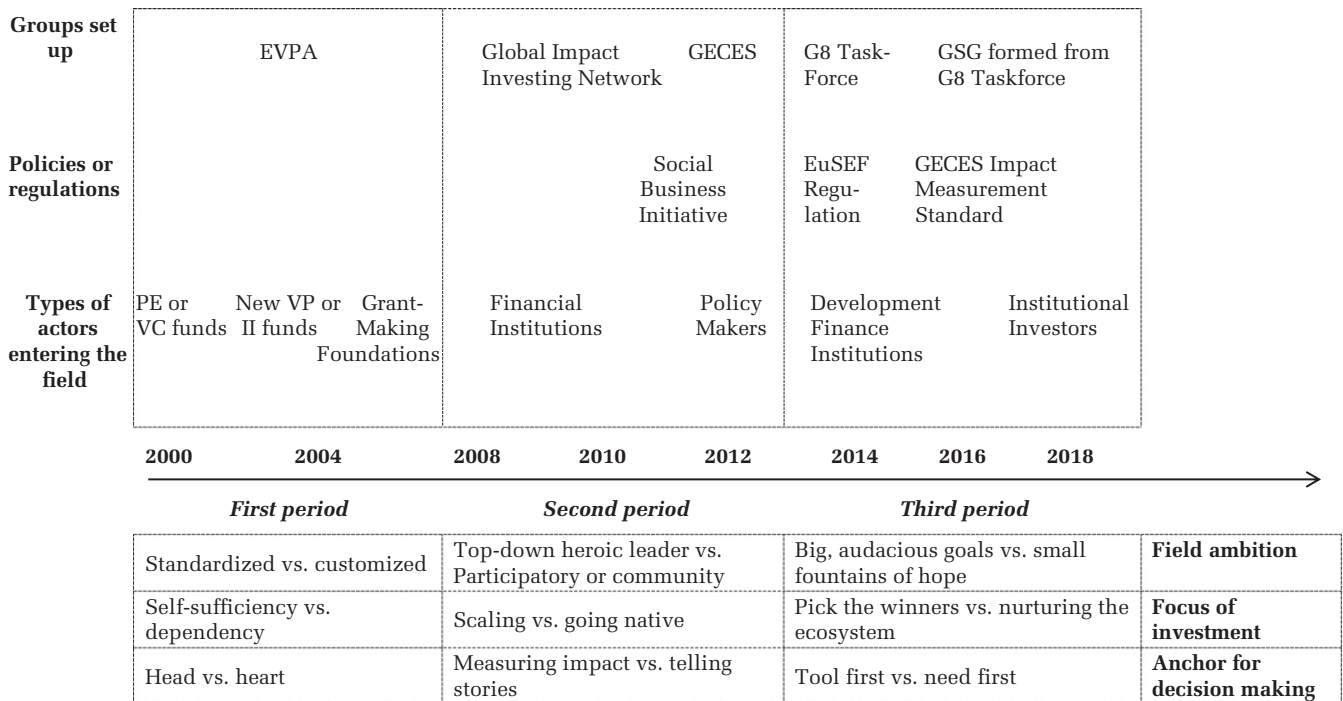 Groups set
up
EVPA
Global Impact
Investing Network
GECES
G8 Task-
Force
GSG formed from
G8 Taskforce
Policies or
regulations
Social
Business
Initiative
EuSEF
Regu-
lation
GECES Impact
Measurement
Standard
Types of
actors
entering the
field
PE or
VC funds
New VP or
II funds
Grant-
Making
Foundations
Financial
Institutions
Policy
Makers
Development
Finance
Institutions
Institutional
Investors
2000 2004 2008 2010 2012 2014 2016 2018
First period Second period Third period
Standardized vs. customized
Top-down heroic leader vs.
Participatory or community
Big, audacious goals vs. small
fountains of hope
Field ambition
Self-sufficiency vs.
dependency
Scaling vs. going native
Pick the winners vs. nurturing the
ecosystem
Focus of
investment
Head vs. heart
Measuring impact vs. telling
stories
Tool first vs. need first
Anchor for
decision making